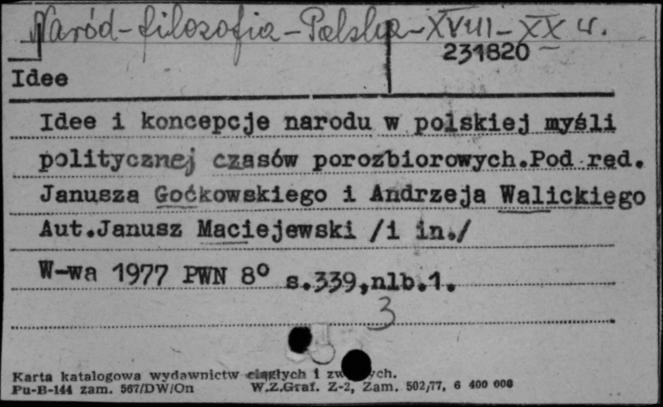 Naród-filozofia-Polska-XVIII-XX w.
231820
Idee
Idee i koncepcje narodu w polskiej myśli
politycznej czasów porozbiorowych.Pod red.
Janusza Goćkowskiego i Andrzeja Walickiego
Aut.Janusz Maciejewski /i in./
W-wa 1977 PWN 8° s.339,nlb.1.
3
Karta katalogowa wydawnictw ciągłych i zw ych.
Pu-B-144 zam. 567/DW/On W.Z.Graf. Z-2, Zam. 502/77, 6 400 000